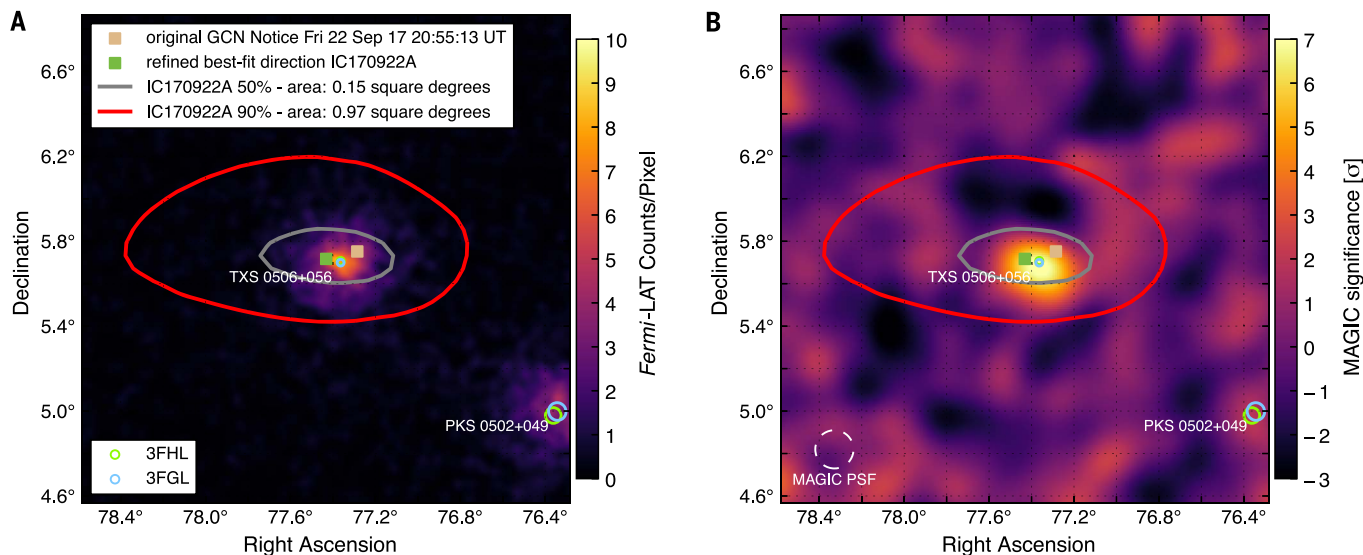 A
original GCN Notice Fri 22 Sep 17 20:55:13 UT
refined best-fit direction IC170922A
IC170922A 50% - area: 0.15 square degrees
IC170922A 90% - area: 0.97 square degrees
6.6°
6.2°
5.8°
5.4°
5.0°
4.6°
Declination
TXS 0506+056
PKS 0502+049
3FHL
3FGL
78.4°
78.0°
77.6°
77.2°
76.8°
76.4°
Right Ascension
10
9
8
7
6
5
4
3
2
1
0
Fermi-LAT Counts/Pixel
B
6.6°
6.2°
5.8°
5.4°
5.0°
4.6°
Declination
TXS 0506+056
PKS 0502+049
MAGIC PSF
78.4°
78.0°
77.6°
77.2°
76.8°
76.4°
Right Ascension
7
6
5
4
3
2
1
0
−1
−2
−3
MAGIC significance [σ]